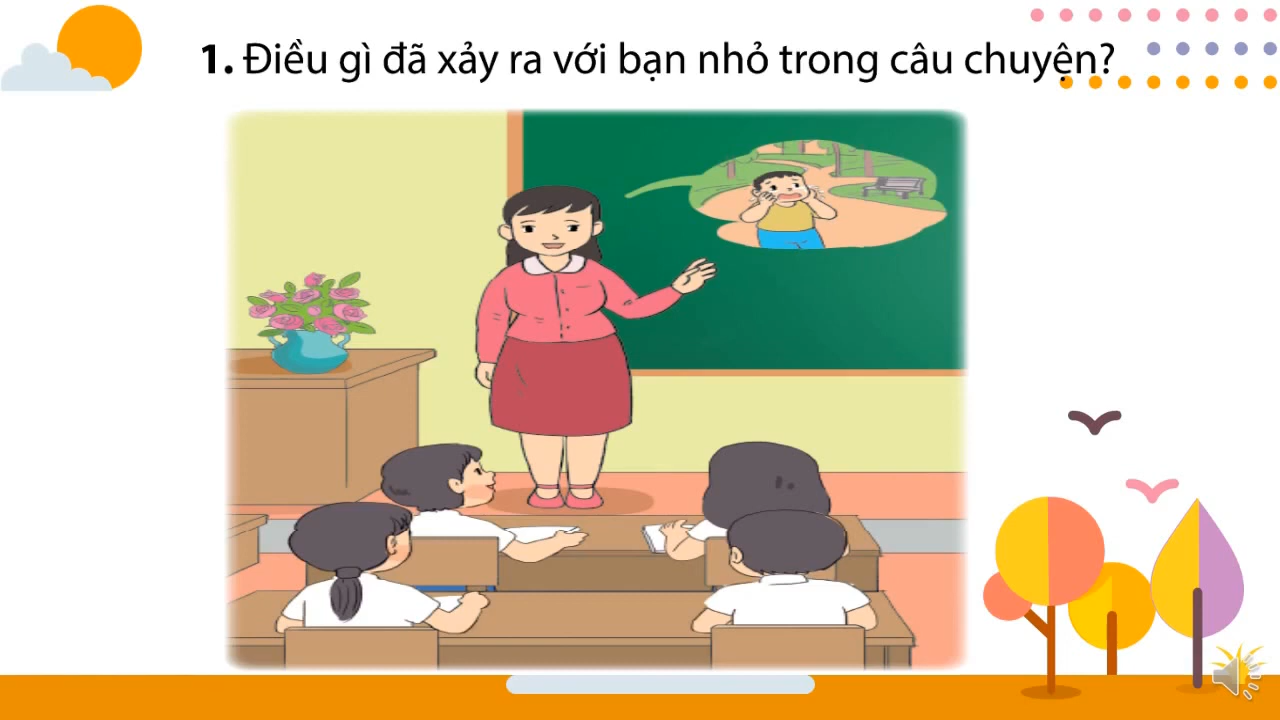 1. Điều gì đã xảy ra với bạn nhỏ trong câu chuyện?